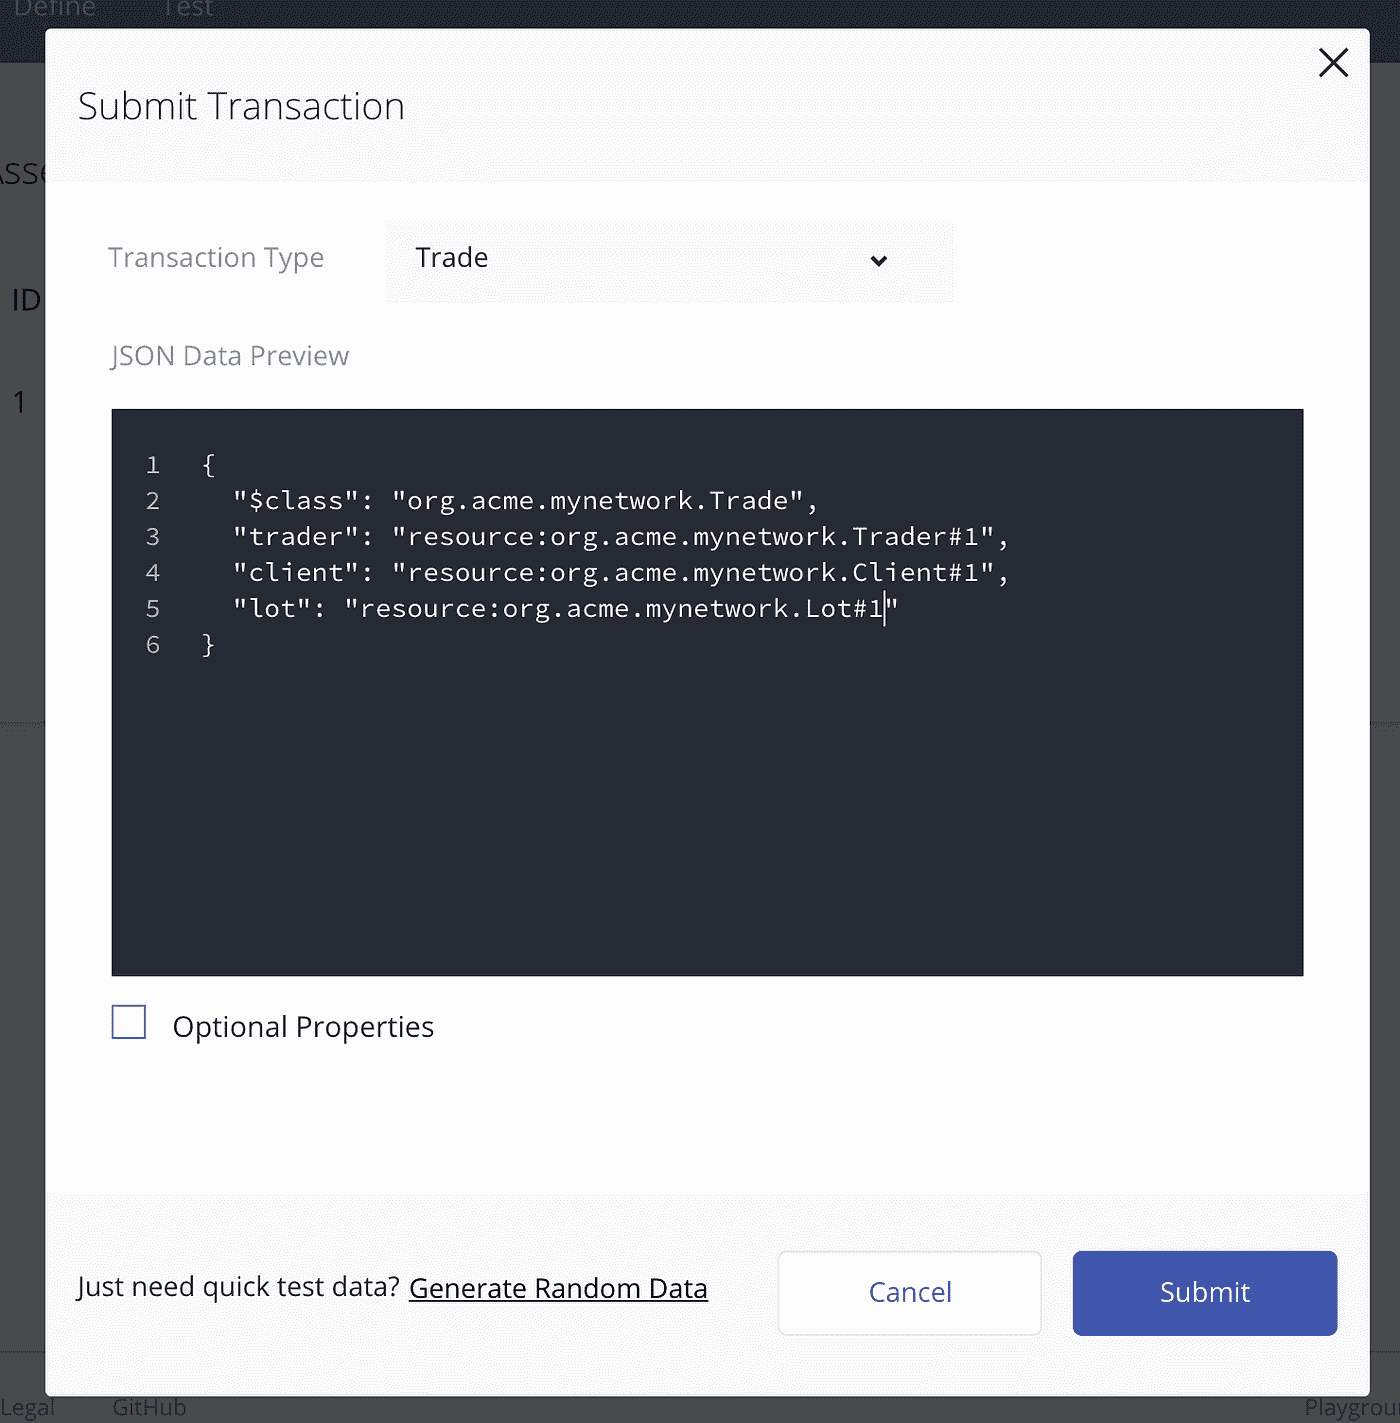 Define Test
Submit Transaction
Asse
ID
1
Transaction Type Trade
JSON Data Preview
1 {
2 "$class": "org.acme.mynetwork.Trade",
3 "trader": "resource:org.acme.mynetwork.Trader#1",
4 "client": "resource:org.acme.mynetwork.Client#1",
5 "lot": "resource:org.acme.mynetwork.Lot#1"
6 }
Optional Properties
Just need quick test data? Generate Random Data Cancel Submit
Legal GitHub Playgrou